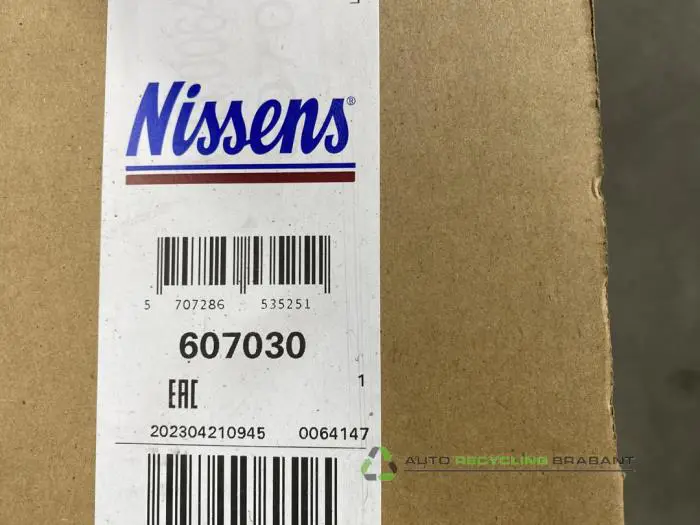 Nissens®
5 707286 535251
607030
EAC
1
202304210945 0064147
AUTO RECYCLING BRABANT